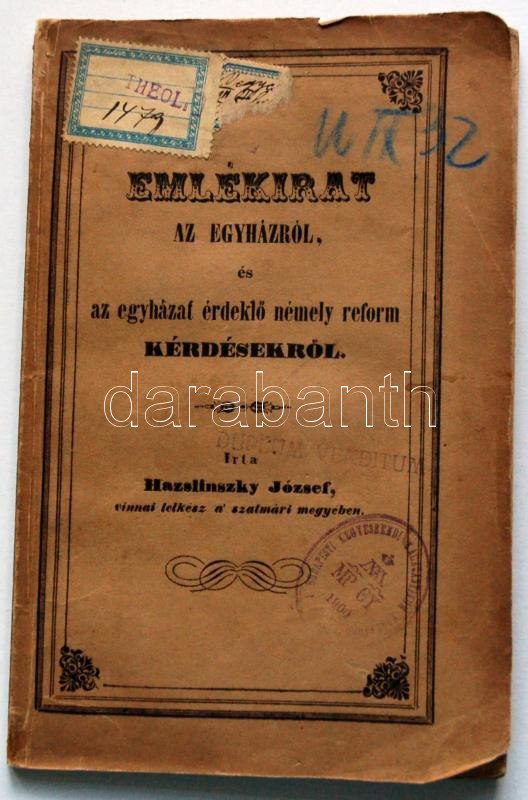 THEOL.
1479
EMLÉKIRAT
AZ EGYHÁZRÓL,
és
az egyházat érdeklő némely reform
KÉRDÉSEKRŐL.
darabanth
DUPLUM VENDITUM
Irta
Hazslinszky József,
vinnai lelkész a' szatmári megyében.
1900